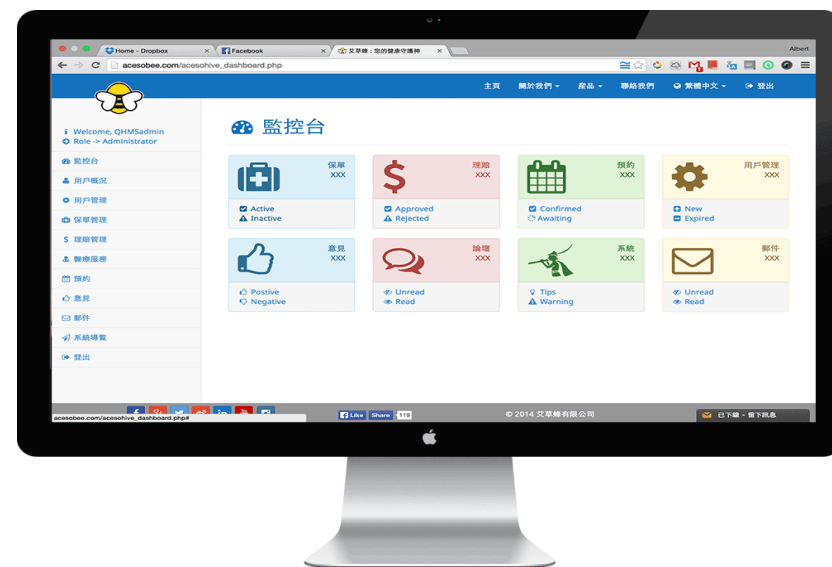 Home - Dropbox
Facebook
艾草蜂：您的健康守護神
Albert
acesobee.com/acesohive_dashboard.php
主頁
關於我們
産品
聯絡我們
繁體中文
登出
Welcome, QHMSadmin
Role -> Administrator
監控台
用戶概況
用戶管理
保單管理
理賠管理
醫療服務
預約
意見
郵件
系統導覧
登出
監控台
保單
XXX
Active
Inactive
理賠
XXX
Approved
Rejected
預約
XXX
Confirmed
Awaiting
用戶管理
XXX
New
Expired
意見
XXX
Postive
Negative
論壇
XXX
Unread
Read
系統
XXX
Tips
Warning
郵件
XXX
Unread
Read
acesobee.com/acesohive_dashboard.php#
Like
Share
119
© 2014 艾草蜂有限公司
已下線 - 留下訊息